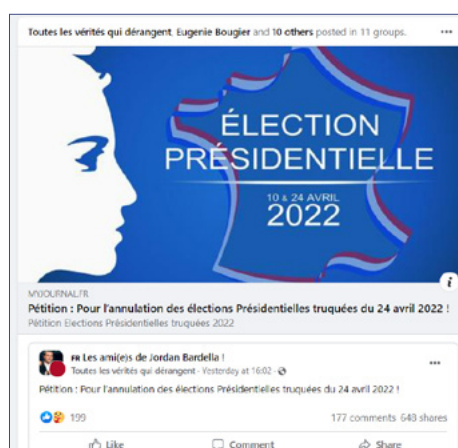 Toutes les vérités qui dérangent, Eugenie Bougier and 10 others posted in 11 groups.
ÉLECTION
PRÉSIDENTIELLE
10 & 24 AVRIL
2022
MYJOURNAL.FR
Pétition : Pour l'annulation des élections Présidentielles truquées du 24 avril 2022 !
Pétition Elections Présidentielles truquées 2022
FR Les ami(e)s de Jordan Bardella !
Toutes les vérités qui dérangent · Yesterday at 16:02 ·
Pétition : Pour l'annulation des élections Présidentielles truquées du 24 avril 2022 !
199 177 comments 648 shares
Like Comment Share